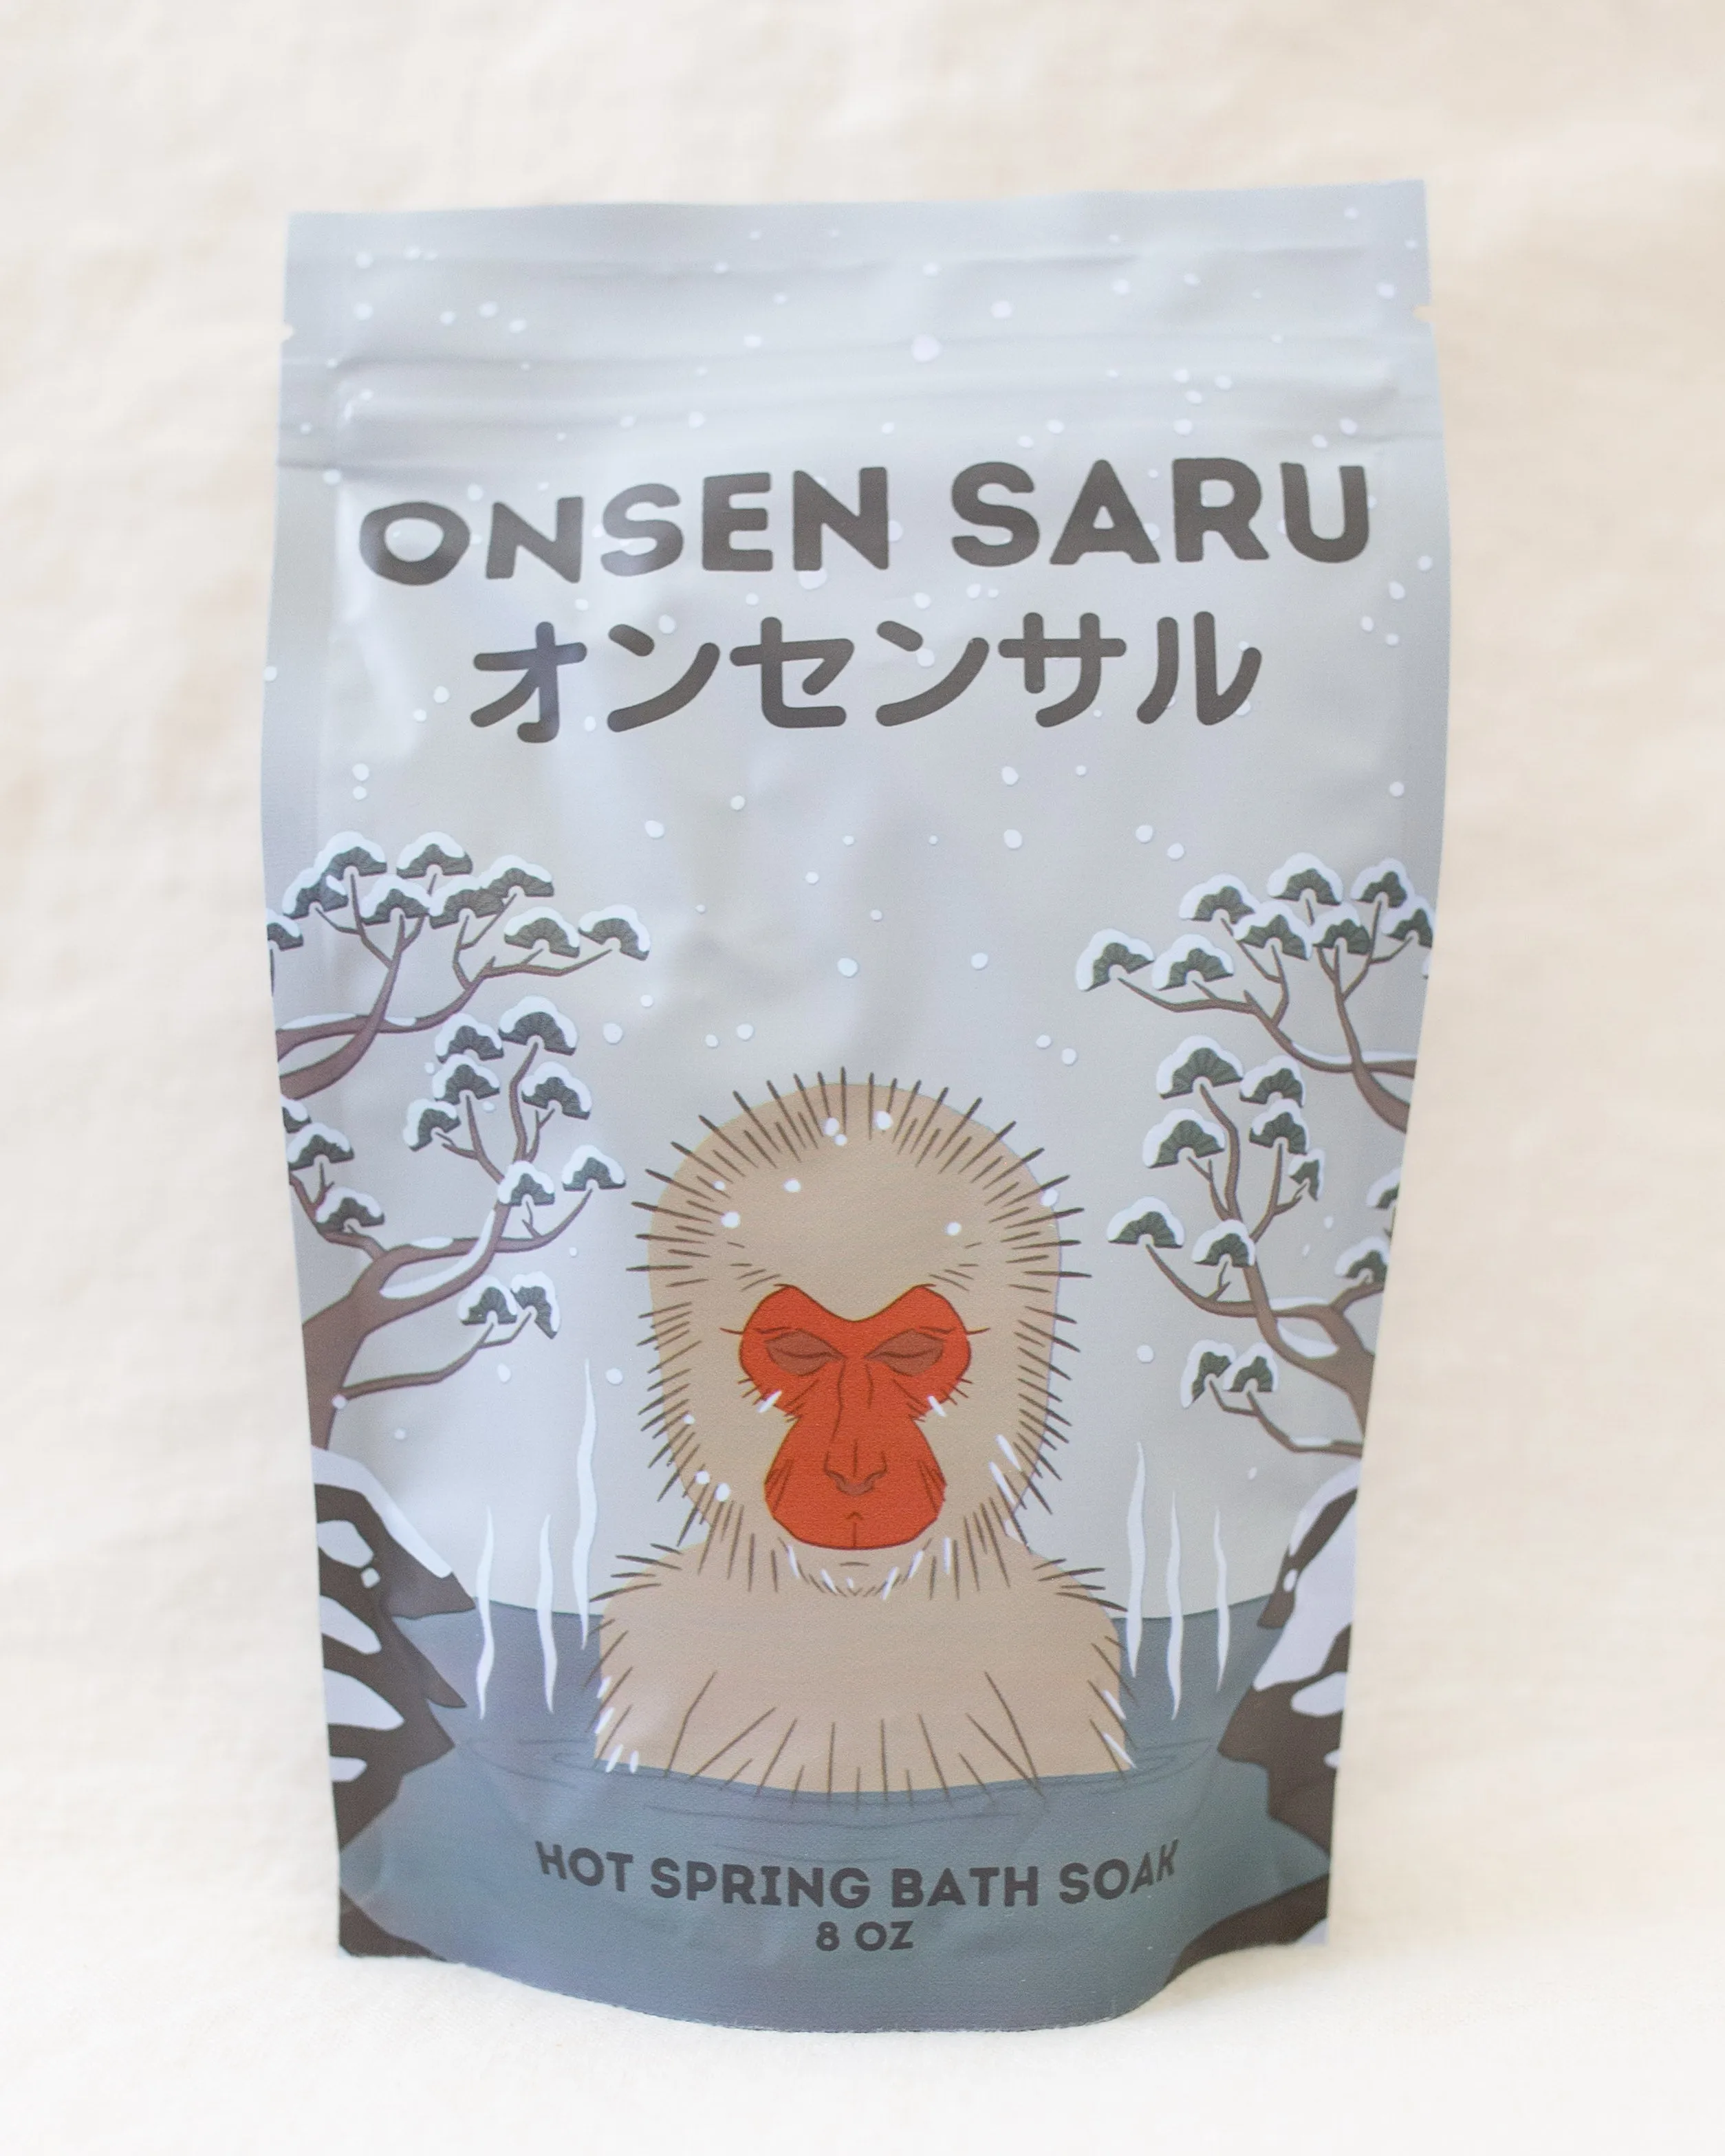 ONSEN SARU
オンセンサル
HOT SPRING BATH SOAK
8 OZ